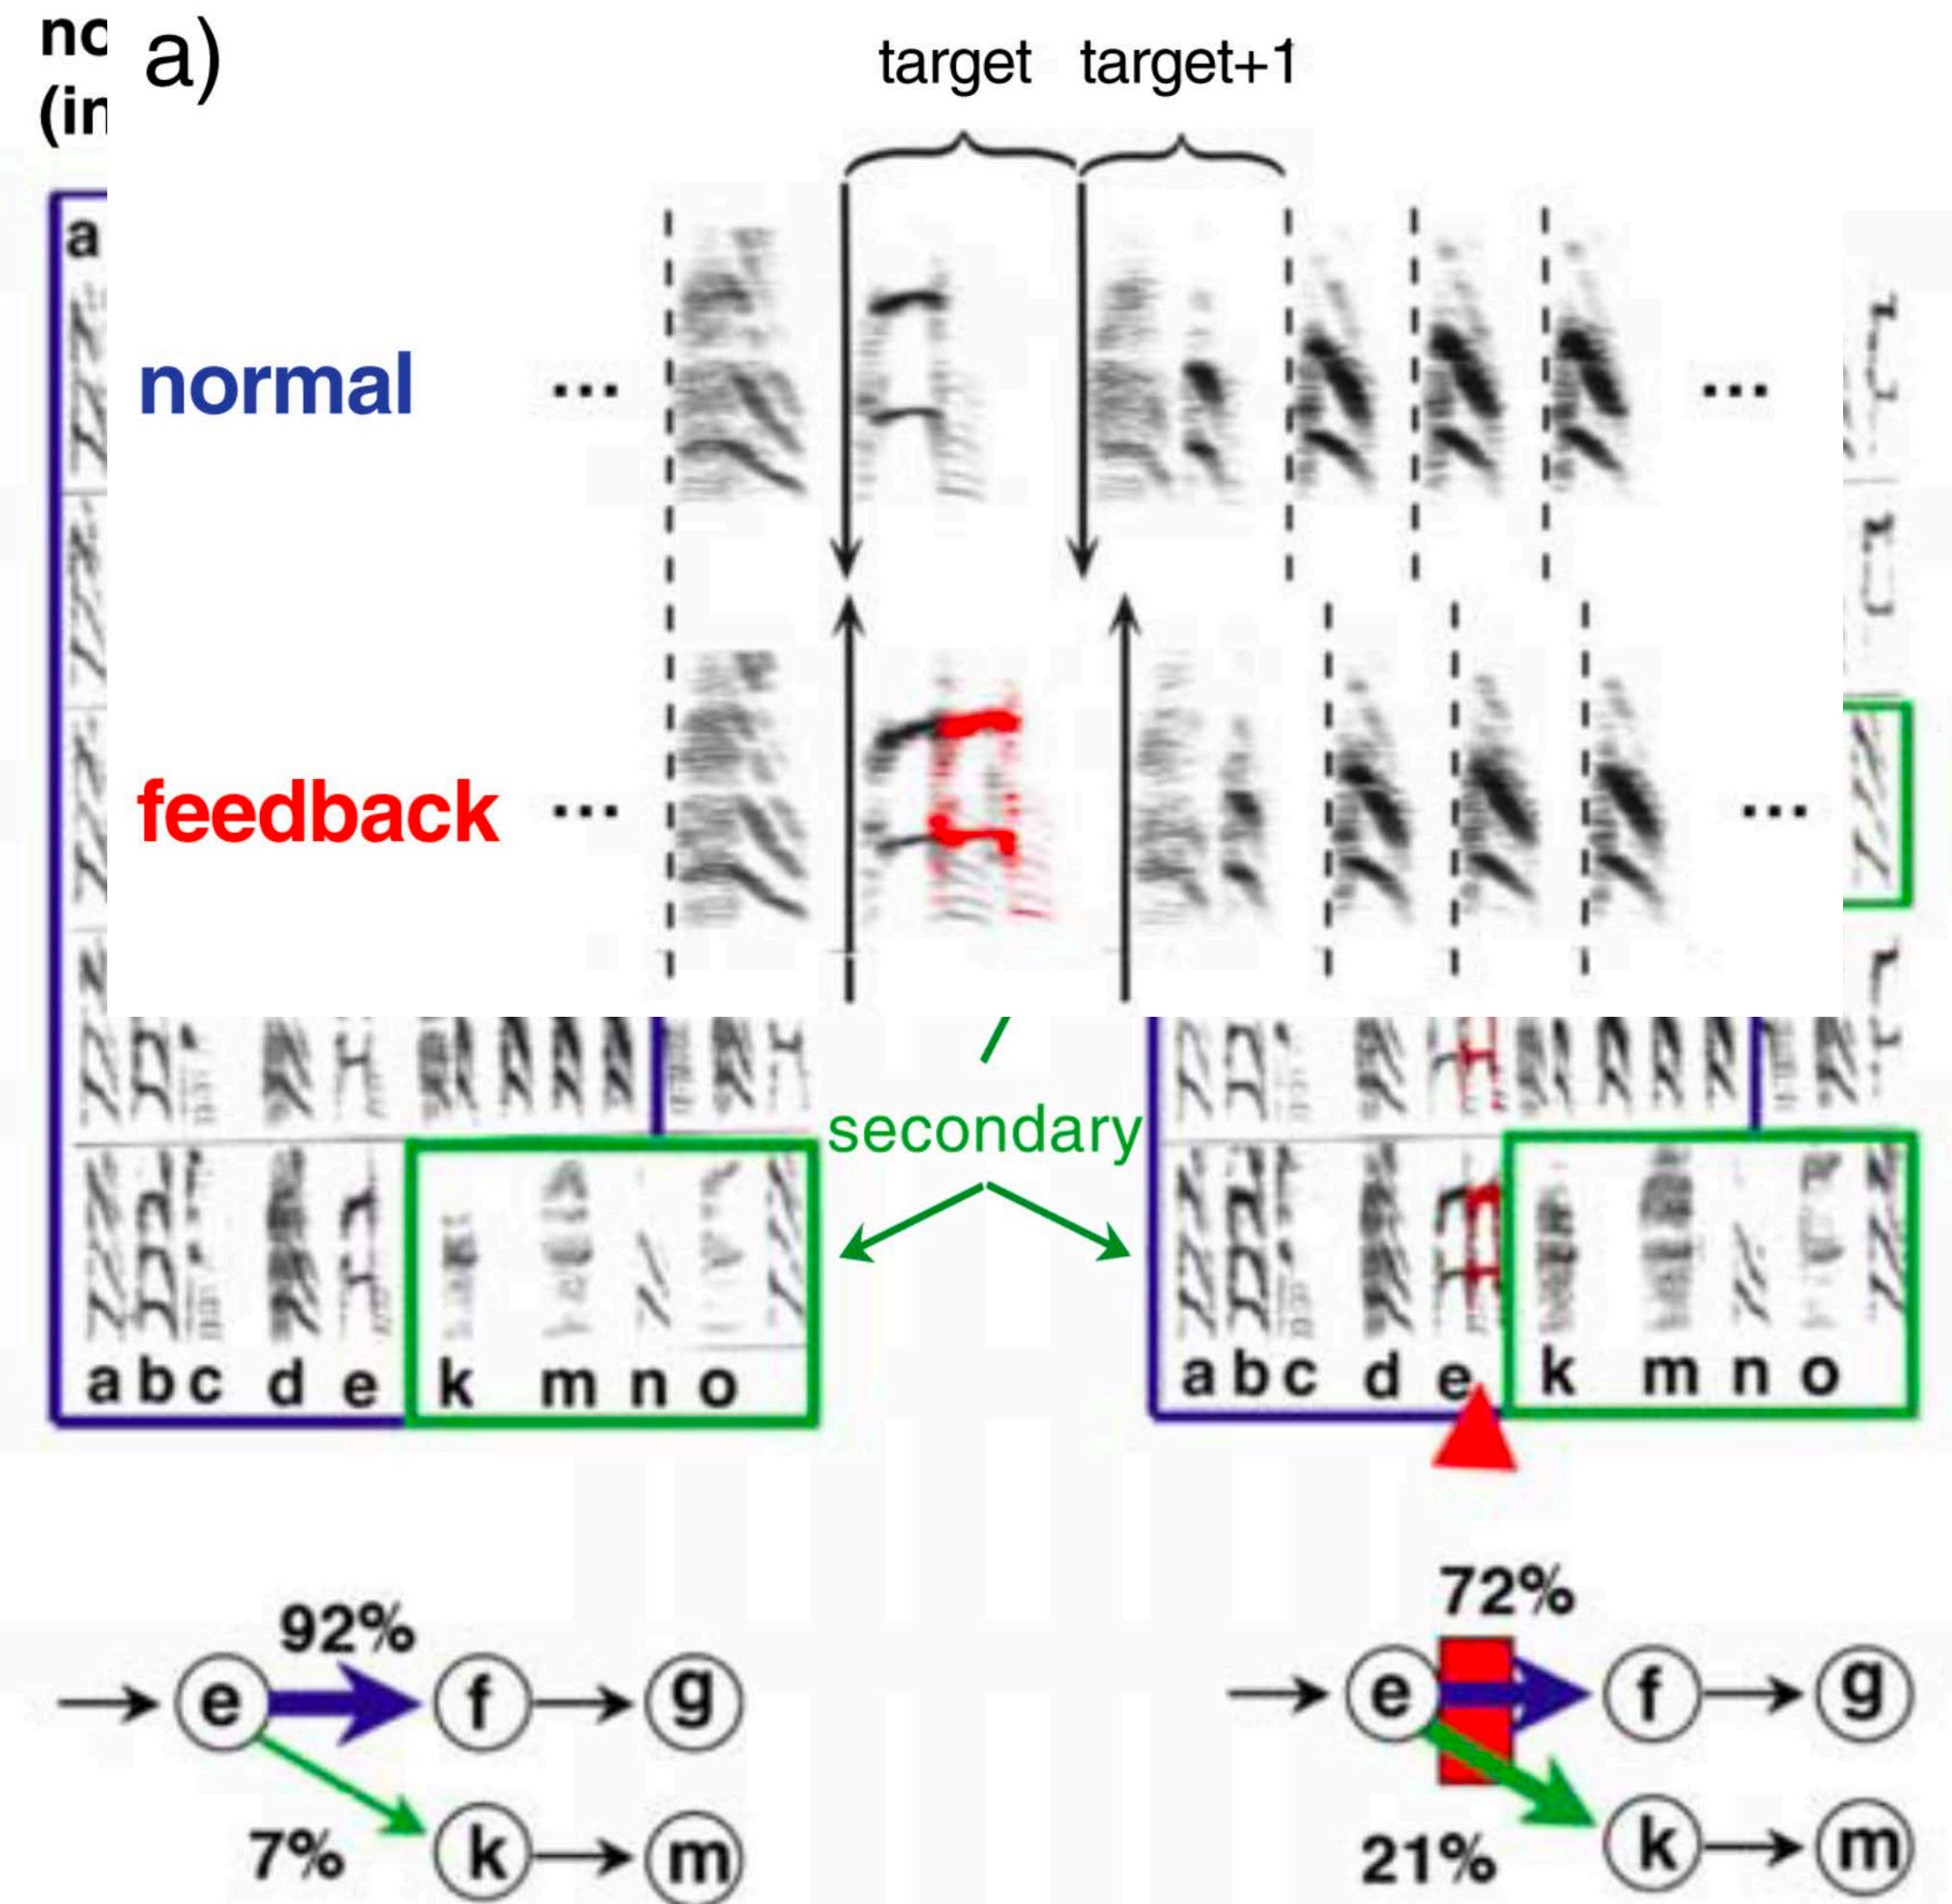 a)
target target+1
normal ... ...
feedback ... ...
a
secondary
a b c d e k m n o
a b c d e k m n o
92%
e f g
7%
k m
72%
e f g
21%
k m